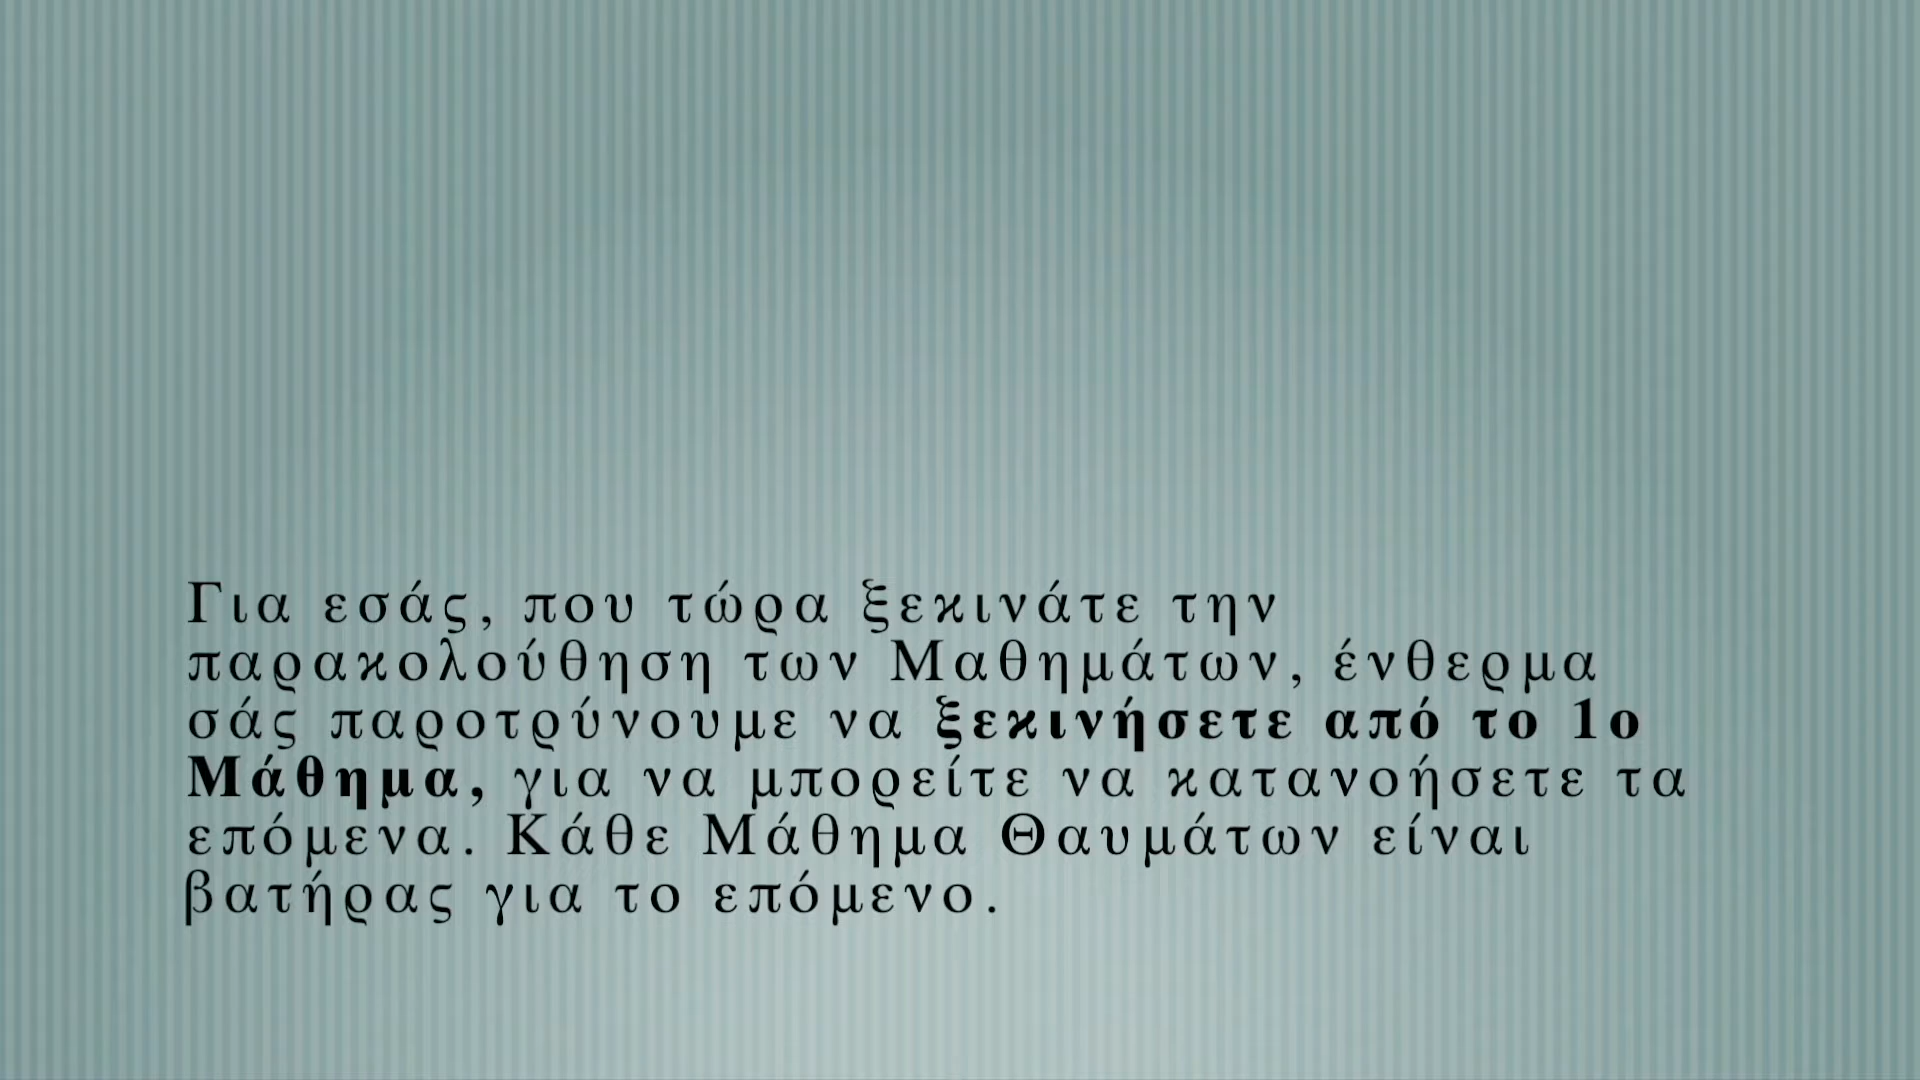 Για εσάς, που τώρα ξεκινάτε την
παρακολούθηση των Μαθημάτων, ένθερμα
σάς παροτρύνουμε να ξεκινήσετε από το 1ο
Μάθημα, για να μπορείτε να κατανοήσετε τα
επόμενα. Κάθε Μάθημα Θαυμάτων είναι
βατήρας για το επόμενο.